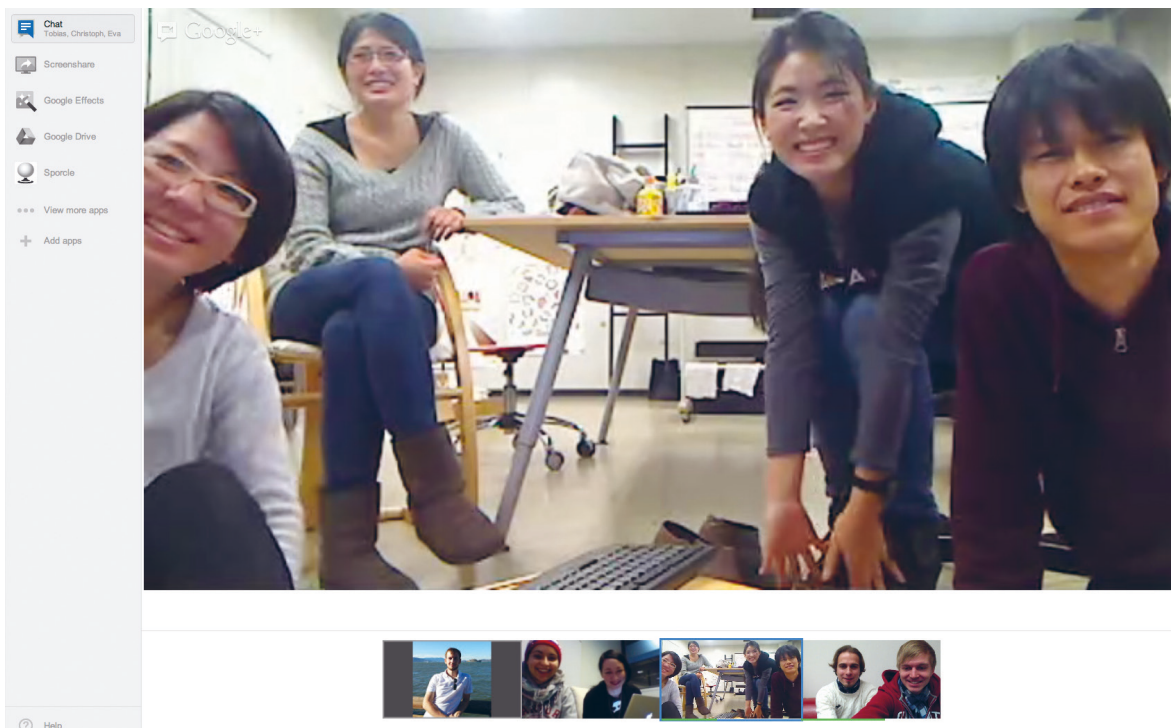 Chat
Tobias, Christoph, Eva
Screenshare
Google Effects
Google Drive
Sporcle
View more apps
Add apps
Help
Google+